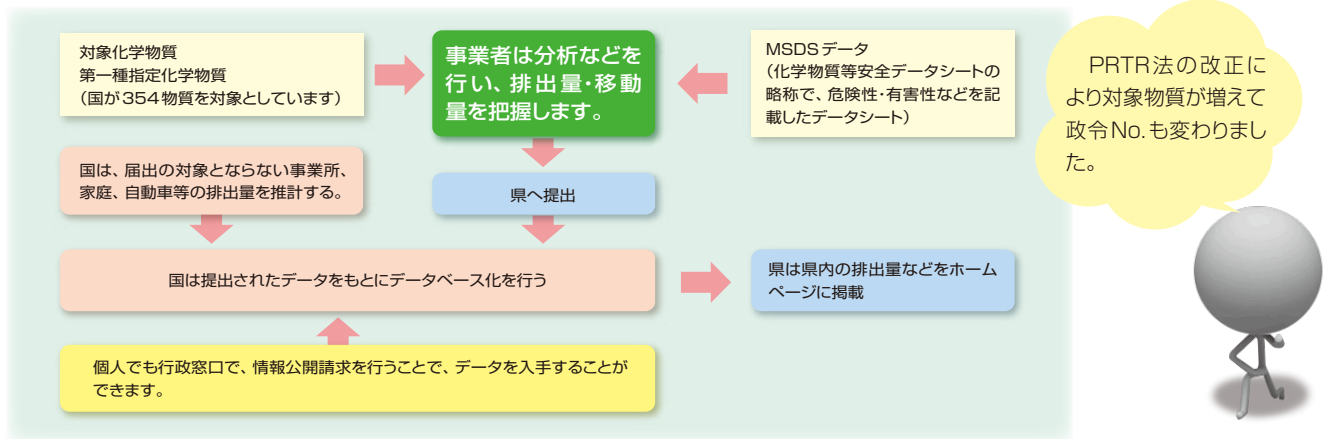 対象化学物質
第一種指定化学物質
（国が354物質を対象としています）
事業者は分析などを
行い、排出量・移動
量を把握します。
MSDSデータ
（化学物質等安全データシートの
略称で、危険性・有害性などを記
載したデータシート）
PRTR法の改正に
より対象物質が増えて
政令No.も変わりまし
た。
国は、届出の対象とならない事業所、
家庭、自動車等の排出量を推計する。
県へ提出
国は提出されたデータをもとにデータベース化を行う
県は県内の排出量などをホーム
ページに掲載
個人でも行政窓口で、情報公開請求を行うことで、データを入手することが
できます。